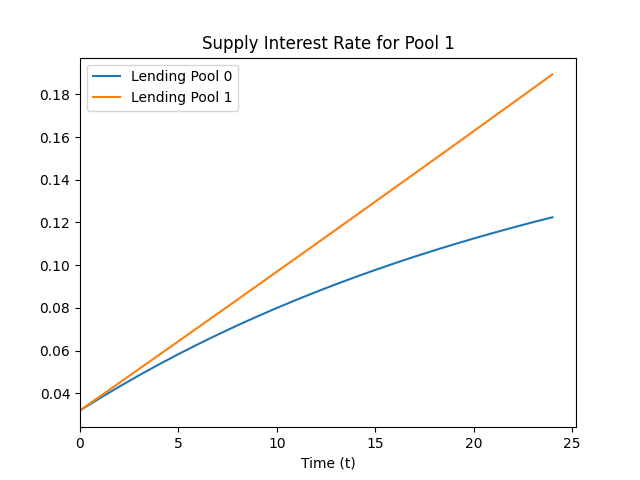 Supply Interest Rate for Pool 1
Lending Pool 0
Lending Pool 1
0.18
0.16
0.14
0.12
0.10
0.08
0.06
0.04
0 5 10 15 20 25
Time (t)